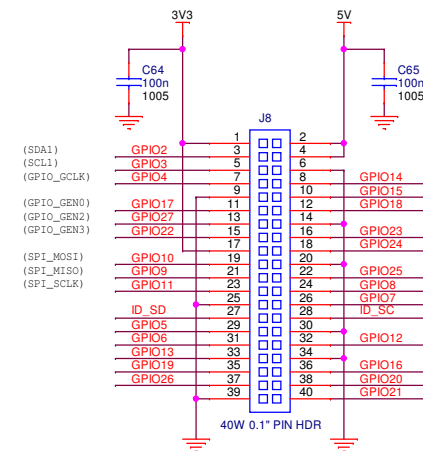 3V3 5V
C64 C65
100n 100n
1005 1005
J8
1 2
(SDA1) GPIO2 3 4
(SCL1) GPIO3 5 6
(GPIO_GCLK) GPIO4 7 8 GPIO14
9 10 GPIO15
(GPIO_GEN0) GPIO17 11 12 GPIO18
(GPIO_GEN2) GPIO27 13 14
(GPIO_GEN3) GPIO22 15 16 GPIO23
17 18 GPIO24
(SPI_MOSI) GPIO10 19 20
(SPI_MISO) GPIO9 21 22 GPIO25
(SPI_SCLK) GPIO11 23 24 GPIO8
25 26 GPIO7
ID_SD 27 28 ID_SC
GPIO5 29 30
GPIO6 31 32 GPIO12
GPIO13 33 34
GPIO19 35 36 GPIO16
GPIO26 37 38 GPIO20
39 40 GPIO21
40W 0.1" PIN HDR